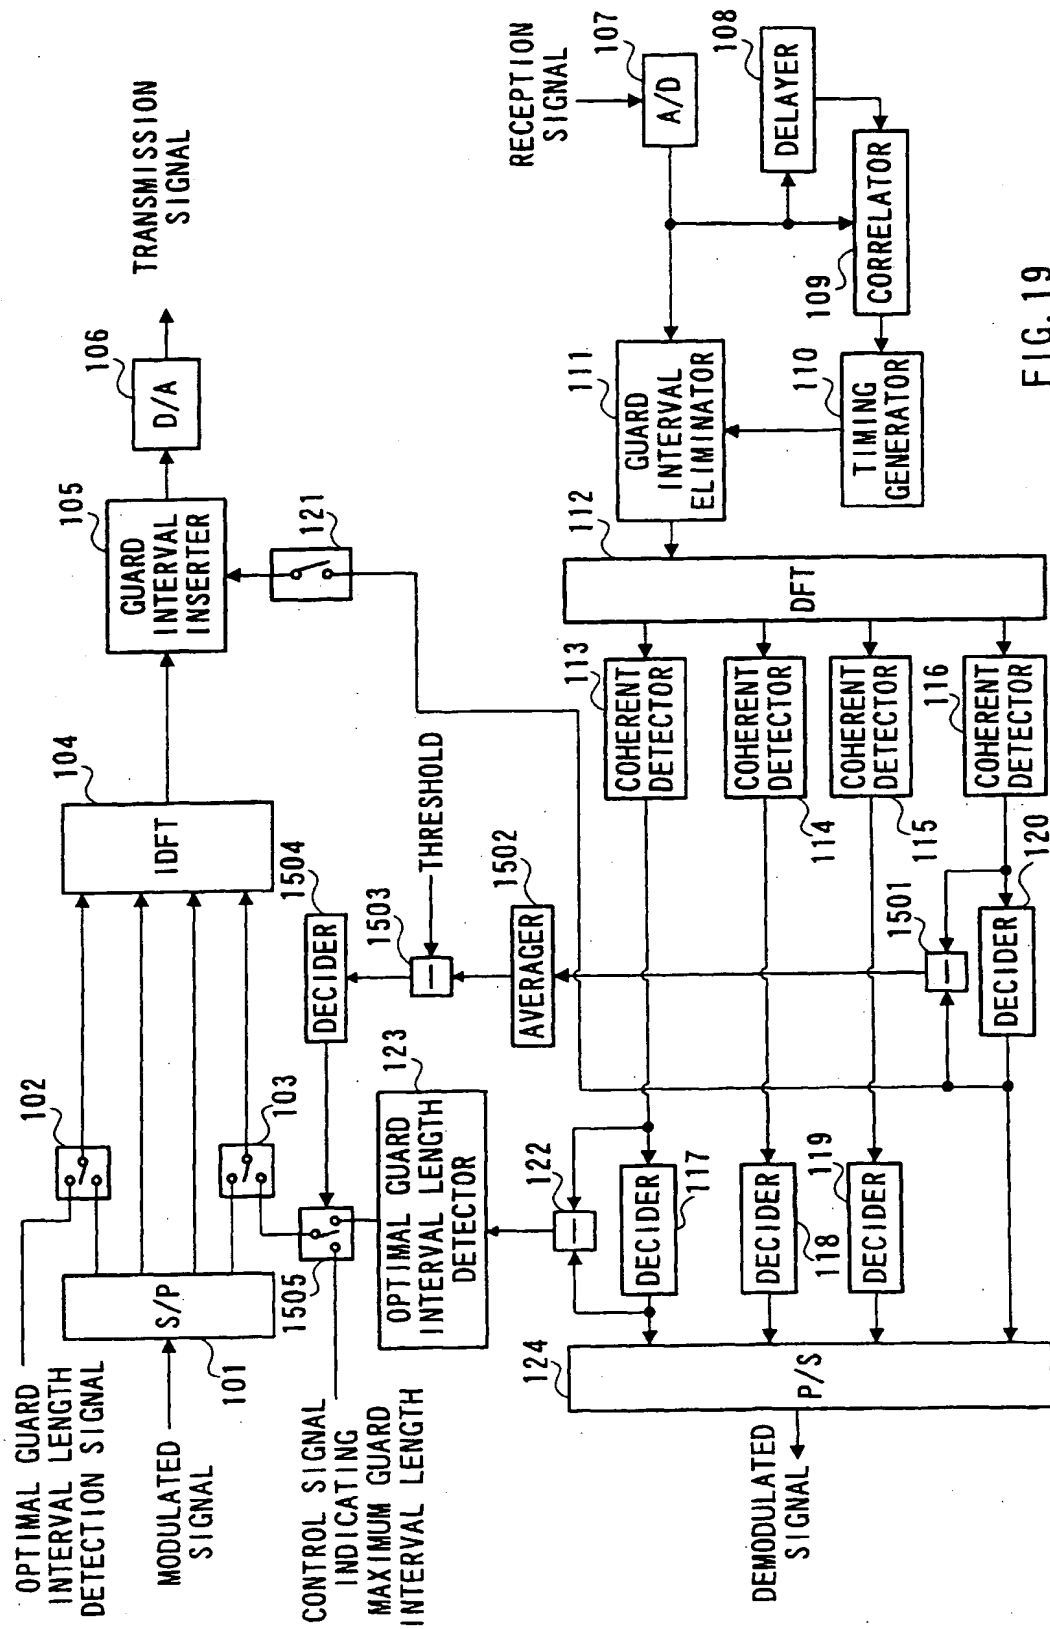 OPTIMAL GUARD
INTERVAL LENGTH
DETECTION SIGNAL
MODULATED
SIGNAL
101
S/P
102
103
104
IDFT
105
GUARD
INTERVAL
INSERTER
106
D/A
TRANSMISSION
SIGNAL
121
CONTROL SIGNAL
INDICATING
MAXIMUM GUARD
INTERVAL LENGTH
1505
1504
DECIDER
1503
THRESHOLD
1502
AVERAGER
123
OPTIMAL GUARD
INTERVAL LENGTH
DETECTOR
122
1501
RECEPTION
SIGNAL
107
A/D
108
DELAYER
109
CORRELATOR
110
TIMING
GENERATOR
111
GUARD
INTERVAL
ELIMINATOR
112
DFT
113
COHERENT
DETECTOR
COHERENT
DETECTOR
114
COHERENT
DETECTOR
115
116
COHERENT
DETECTOR
117
DECIDER
DECIDER
118
119
DECIDER
120
DECIDER
124
P/S
DEMODULATED
SIGNAL
FIG. 19